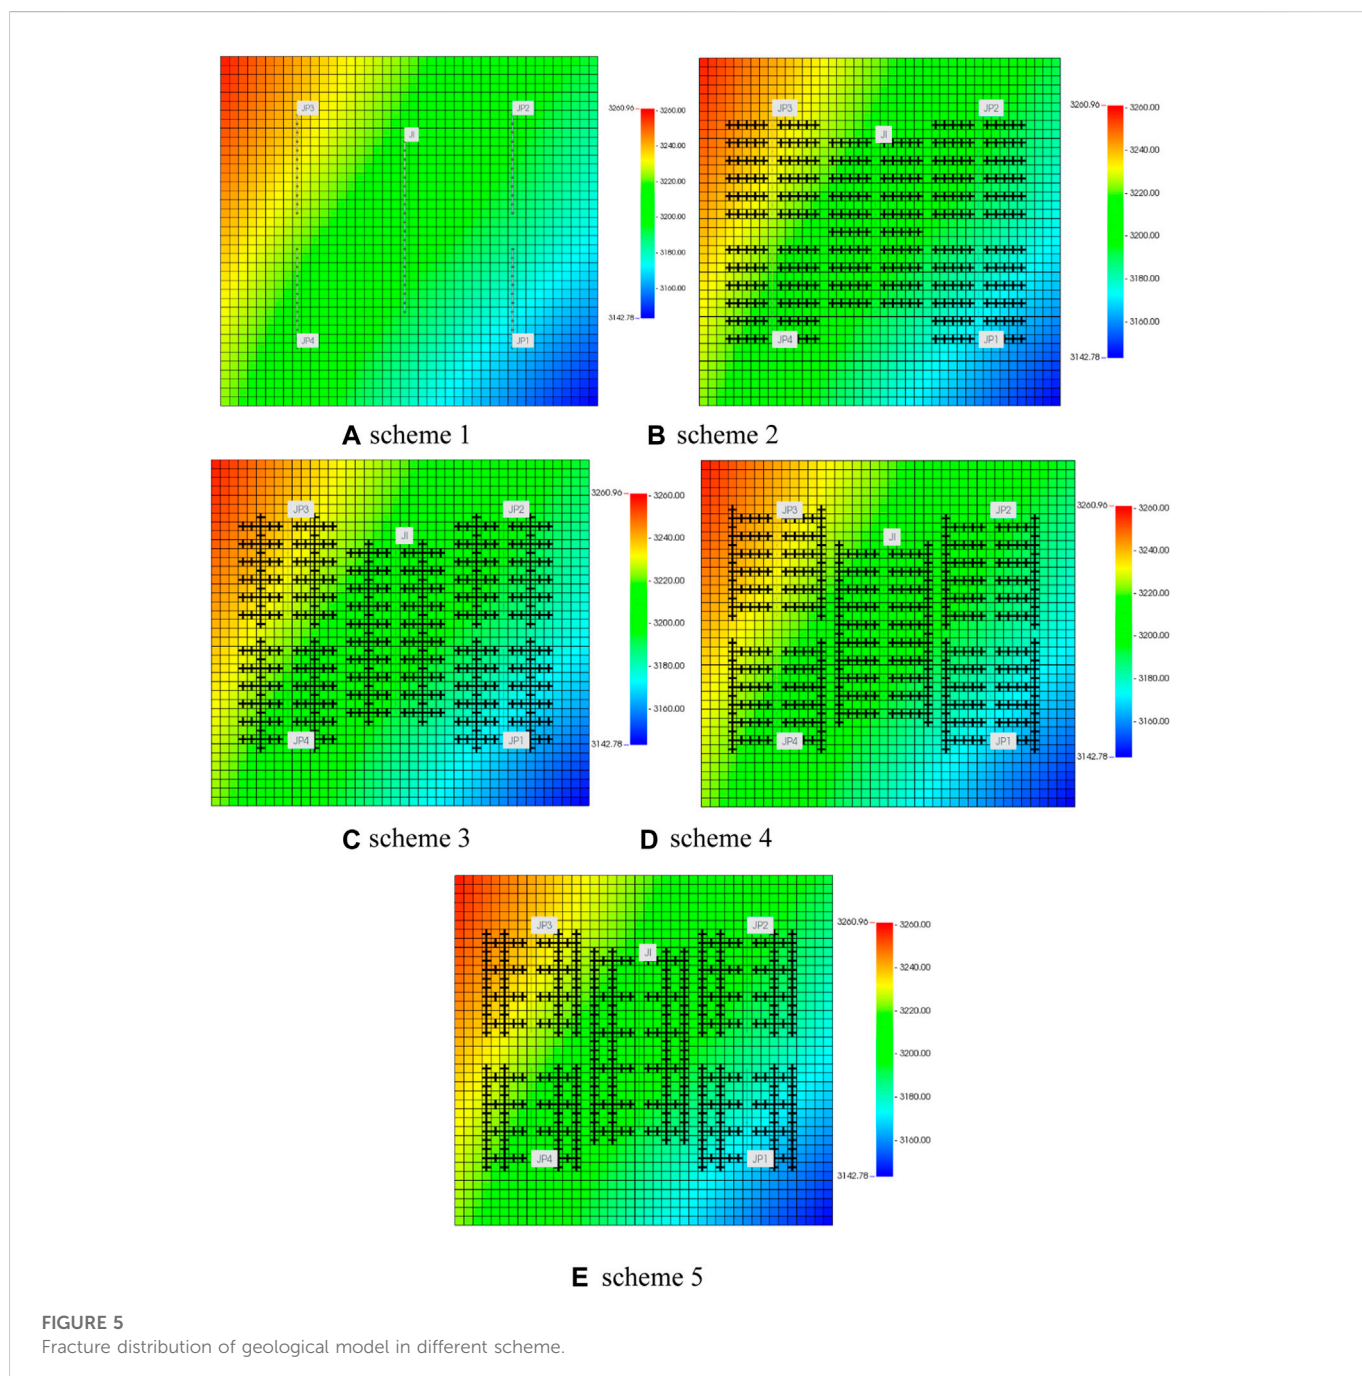 JP3
JP2
JI
JP4
JP1
3260.96
3260.00
3240.00
3220.00
3200.00
3180.00
3160.00
3142.78
A scheme 1
JP3
JP2
JI
JP4
JP1
3260.96
3260.00
3240.00
3220.00
3200.00
3180.00
3160.00
3142.78
B scheme 2
JP3
JP2
JI
JP4
JP1
3260.96
3260.00
3240.00
3220.00
3200.00
3180.00
3160.00
3142.78
C scheme 3
JP3
JP2
JI
JP4
JP1
3260.96
3260.00
3240.00
3220.00
3200.00
3180.00
3160.00
3142.78
D scheme 4
JP3
JP2
JI
JP4
JP1
3260.96
3260.00
3240.00
3220.00
3200.00
3180.00
3160.00
3142.78
E scheme 5
FIGURE 5
Fracture distribution of geological model in different scheme.